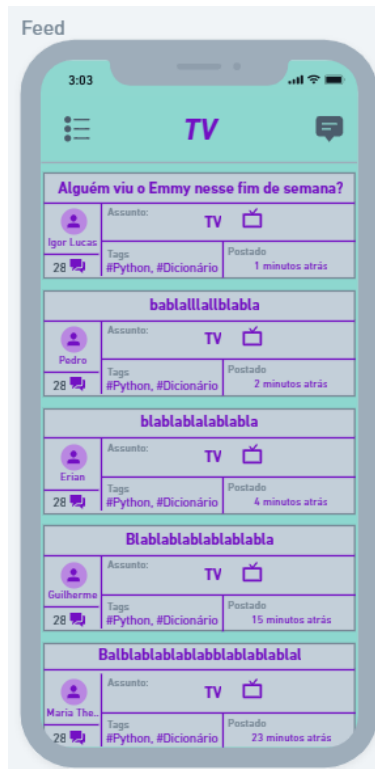 Feed
3:03
TV
Alguém viu o Emmy nesse fim de semana?
Igor Lucas
28
Assunto:
TV
Tags
#Python, #Dicionário
Postado
1 minutos atrás
bablalllallblabla
Pedro
28
Assunto:
TV
Tags
#Python, #Dicionário
Postado
2 minutos atrás
blablablalablabla
Erian
28
Assunto:
TV
Tags
#Python, #Dicionário
Postado
4 minutos atrás
Blablablablablablabla
Guilherme
28
Assunto:
TV
Tags
#Python, #Dicionário
Postado
15 minutos atrás
Balblablablablabblablablablal
Maria The..
28
Assunto:
TV
Tags
#Python, #Dicionário
Postado
23 minutos atrás